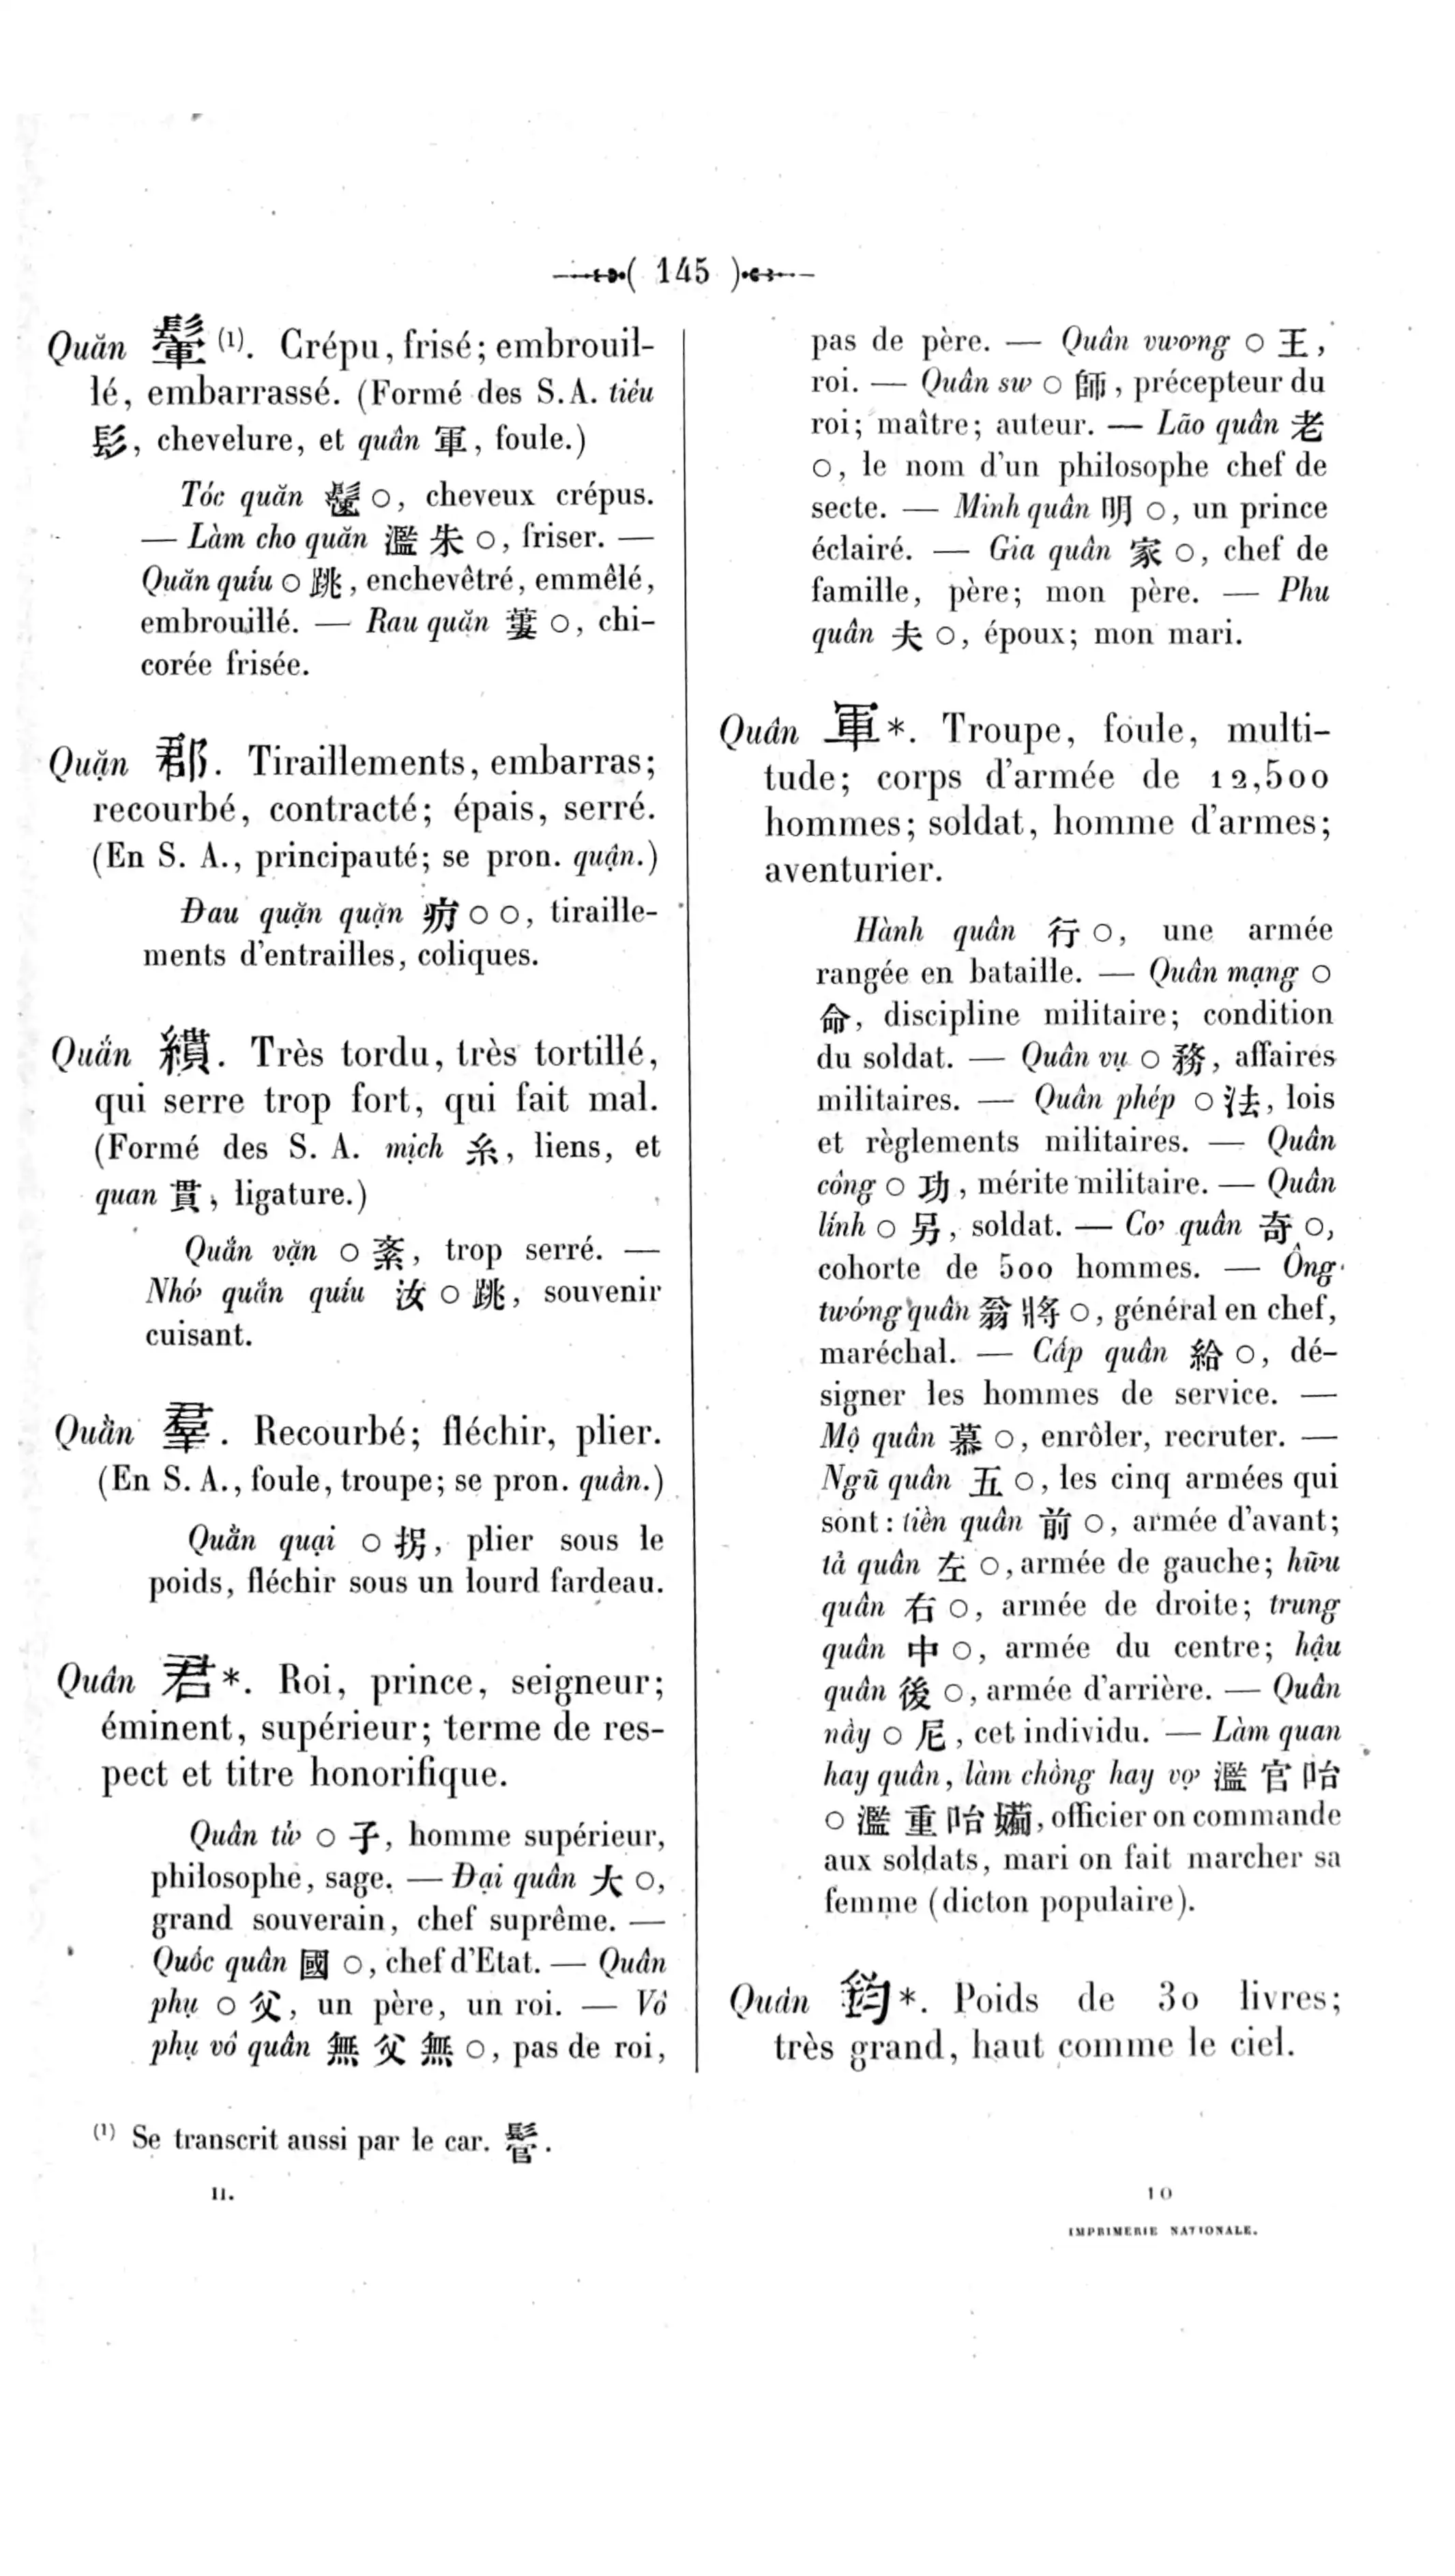 ( 145 )
Quăn 鬇 (1). Crépu, frisé; embrouil-
lé, embarrassé. (Formé des S. A. tiêu
髟, chevelure, et quân 軍, foule.)
Tóc quăn ○, cheveux crépus.
— Làm cho quăn 濫 朱 ○, friser. —
Quăn quíu ○ 跳, enchevêtré, emmêlé,
embrouillé. — Rau quăn 蔞 ○, chi-
corée frisée.
Quặn 郡. Tiraillements, embarras;
recourbé, contracté; épais, serré.
(En S. A., principauté; se pron. quận.)
Đau quặn quặn ○ ○, tiraille-
ments d'entrailles, coliques.
Quắn 繏. Très tordu, très tortillé,
qui serre trop fort, qui fait mal.
(Formé des S. A. mịch 糸, liens, et
quan 貫, ligature.)
Quắn vặn ○ 紊, trop serré. —
Nhớ quắn quíu 汝 ○ 跳, souvenir
cuisant.
Quằn 羣. Recourbé; fléchir, plier.
(En S. A., foule, troupe; se pron. quần.)
Quằn quại ○ 拐, plier sous le
poids, fléchir sous un lourd fardeau.
Quân 君*. Roi, prince, seigneur;
éminent, supérieur; terme de res-
pect et titre honorifique.
Quân tử ○ 子, homme supérieur,
philosophe, sage. — Đại quân 大 ○,
grand souverain, chef suprême. —
Quốc quân 國 ○, chef d'Etat. — Quân
phụ ○ 父, un père, un roi. — Vô
phụ vô quân 無 父 無 ○, pas de roi,
(1) Se transcrit aussi par le car.
II.
pas de père. — Quân vương ○ 王,
roi. — Quân sư ○ 師, précepteur du
roi; maître; auteur. — Lão quân 老
○, le nom d'un philosophe chef de
secte. — Minh quân 明 ○, un prince
éclairé. — Gia quân 家 ○, chef de
famille, père; mon père. — Phu
quân 夫 ○, époux; mon mari.
Quân 軍*. Troupe, foule, multi-
tude; corps d'armée de 12,500
hommes; soldat, homme d'armes;
aventurier.
Hành quân 行 ○, une armée
rangée en bataille. — Quân mạng ○
命, discipline militaire; condition
du soldat. — Quân vụ ○ 務, affaires
militaires. — Quân phép ○ 法, lois
et règlements militaires. — Quân
công ○ 功, mérite militaire. — Quân
lính ○ 另, soldat. — Cơ quân 奇 ○,
cohorte de 500 hommes. — Ông
tướng quân 翁 將 ○, général en chef,
maréchal. — Cấp quân 給 ○, dé-
signer les hommes de service. —
Mộ quân 慕 ○, enrôler, recruter. —
Ngũ quân 五 ○, les cinq armées qui
sont: tiền quân 前 ○, armée d'avant;
tả quân 左 ○, armée de gauche; hữu
quân 右 ○, armée de droite; trung
quân 中 ○, armée du centre; hậu
quân 後 ○, armée d'arrière. — Quân
nầy ○ 尼, cet individu. — Làm quan
hay quân, làm chồng hay vợ 濫 官 咍
○ 濫 重 咍, officier on commande
aux soldats, mari on fait marcher sa
femme (dicton populaire).
Quân 鈞*. Poids de 30 livres;
très grand, haut comme le ciel.
10
IMPRIMERIE NATIONALE.